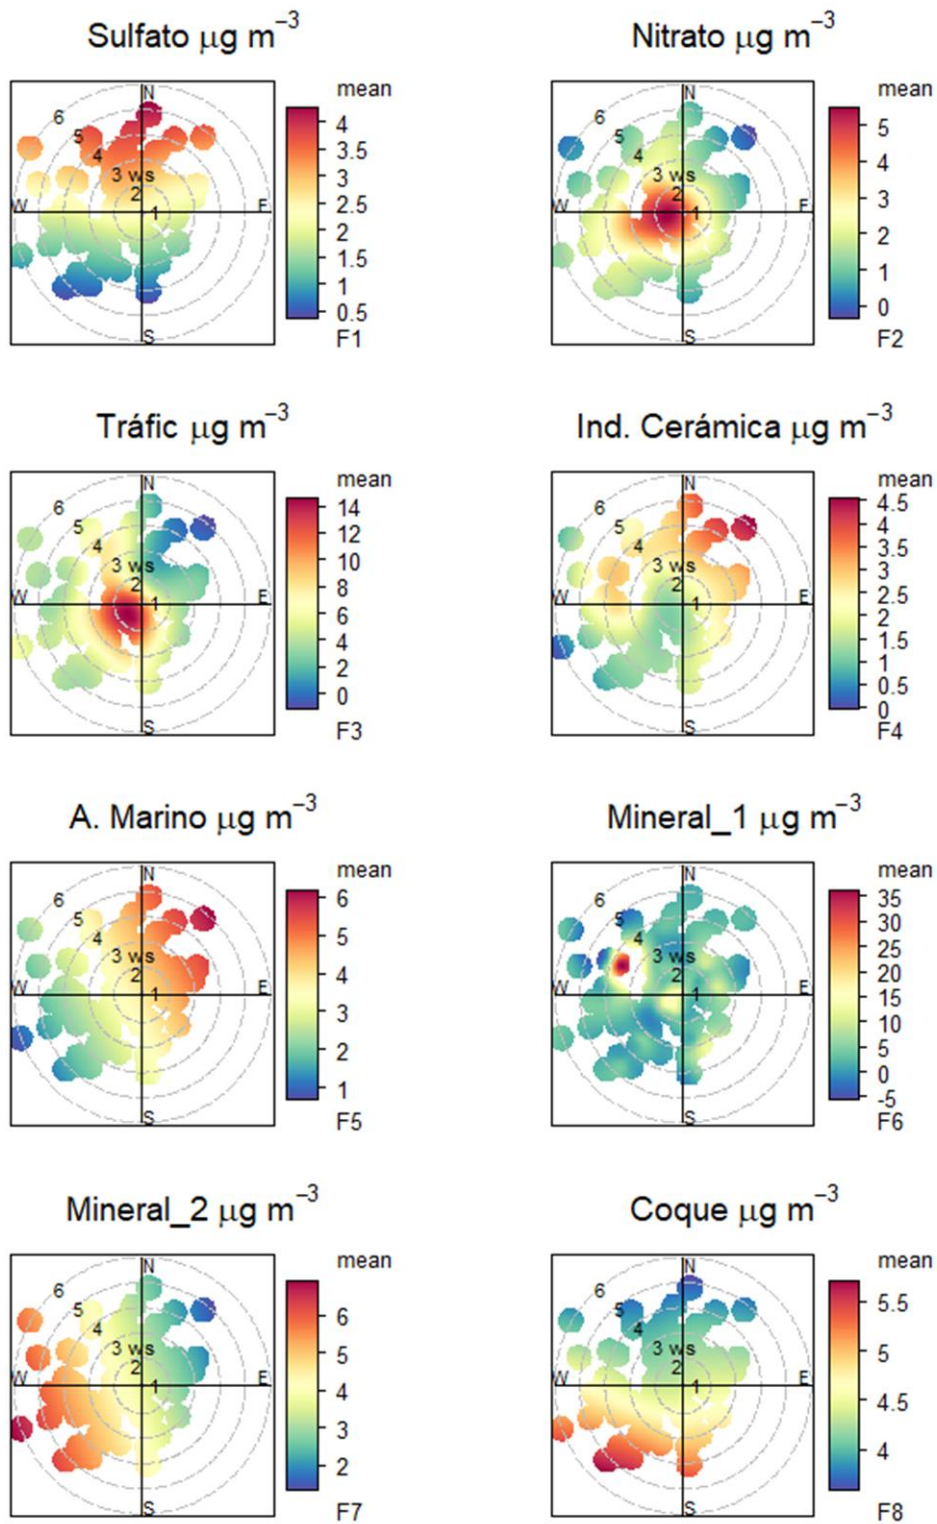 Sulfato μg m⁻³
mean
N
6
5
4
3 ws
2
1
W
E
S
4
3.5
3
2.5
2
1.5
1
0.5
F1
Nitrato μg m⁻³
mean
N
6
5
4
3 ws
2
1
W
E
S
5
4
3
2
1
0
F2
Tráfic μg m⁻³
mean
N
6
5
4
3 ws
2
1
W
E
S
14
12
10
8
6
4
2
0
F3
Ind. Cerámica μg m⁻³
mean
N
6
5
4
3 ws
2
1
W
E
S
4.5
4
3.5
3
2.5
2
1.5
1
0.5
0
F4
A. Marino μg m⁻³
mean
N
6
5
4
3 ws
2
1
W
E
S
6
5
4
3
2
1
F5
Mineral_1 μg m⁻³
mean
N
6
5
4
3 ws
2
1
W
E
S
35
30
25
20
15
10
5
0
-5
F6
Mineral_2 μg m⁻³
mean
N
6
5
4
3 ws
2
1
W
E
S
6
5
4
3
2
F7
Coque μg m⁻³
mean
N
6
5
4
3 ws
2
1
W
E
S
5.5
5
4.5
4
F8